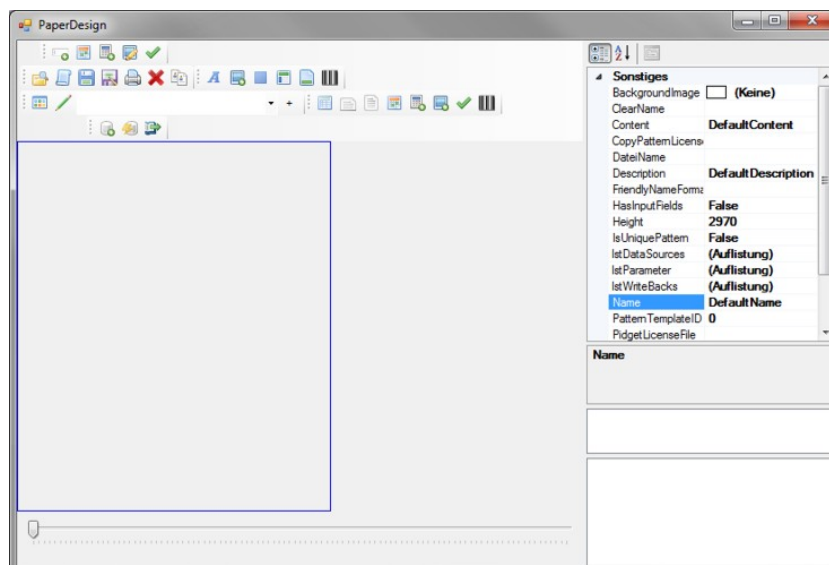 PaperDesign
Sonstiges
BackgroundImage (Keine)
ClearName
Content DefaultContent
CopyPatternLicens
DateiName
Description DefaultDescription
FriendlyNameForma
HasInputFields False
Height 2970
IsUniquePattern False
lstDataSources (Auflistung)
lstParameter (Auflistung)
lstWriteBacks (Auflistung)
Name DefaultName
PatternTemplateID 0
PidgetLicenseFile
Name